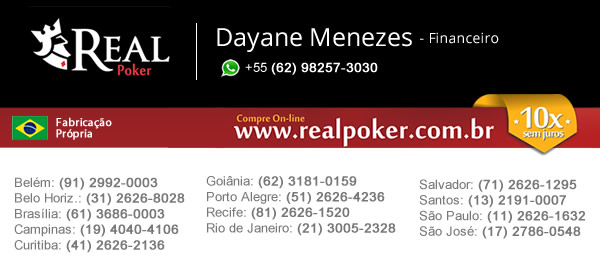 REAL
Poker
Dayane Menezes - Financeiro
+55 (62) 98257-3030
Fabricação
Própria
Compre On-line
www.realpoker.com.br
10x
sem juros
Belém: (91) 2992-0003
Belo Horiz.: (31) 2626-8028
Brasília: (61) 3686-0003
Campinas: (19) 4040-4106
Curitiba: (41) 2626-2136
Goiânia: (62) 3181-0159
Porto Alegre: (51) 2626-4236
Recife: (81) 2626-1520
Rio de Janeiro: (21) 3005-2328
Salvador: (71) 2626-1295
Santos: (13) 2191-0007
São Paulo: (11) 2626-1632
São José: (17) 2786-0548